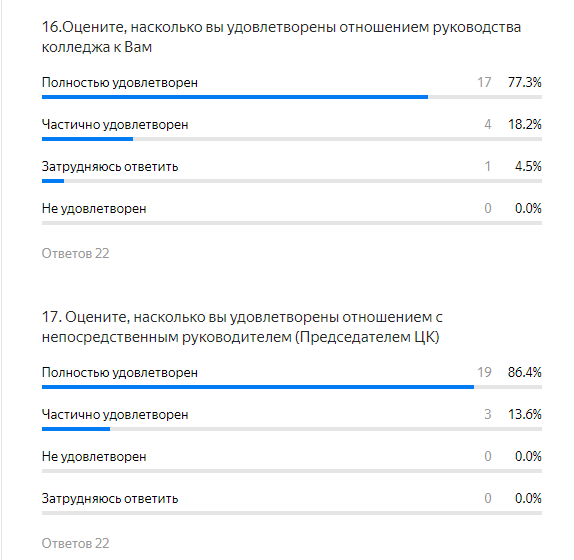 16.Оцените, насколько вы удовлетворены отношением руководства
колледжа к Вам
Полностью удовлетворен 17 77.3%
Частично удовлетворен 4 18.2%
Затрудняюсь ответить 1 4.5%
Не удовлетворен 0 0.0%
Ответов 22
17. Оцените, насколько вы удовлетворены отношением с
непосредственным руководителем (Председателем ЦК)
Полностью удовлетворен 19 86.4%
Частично удовлетворен 3 13.6%
Не удовлетворен 0 0.0%
Затрудняюсь ответить 0 0.0%
Ответов 22